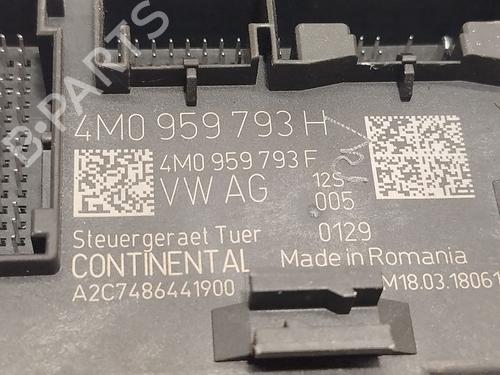 B-PARTS
4M0 959 793 H
4M0 959 793 F
VW AG
12S
005
Steuergeraet Tuer
0129
CONTINENTAL
Made in Romania
A2C7486441900
M18.03.18061